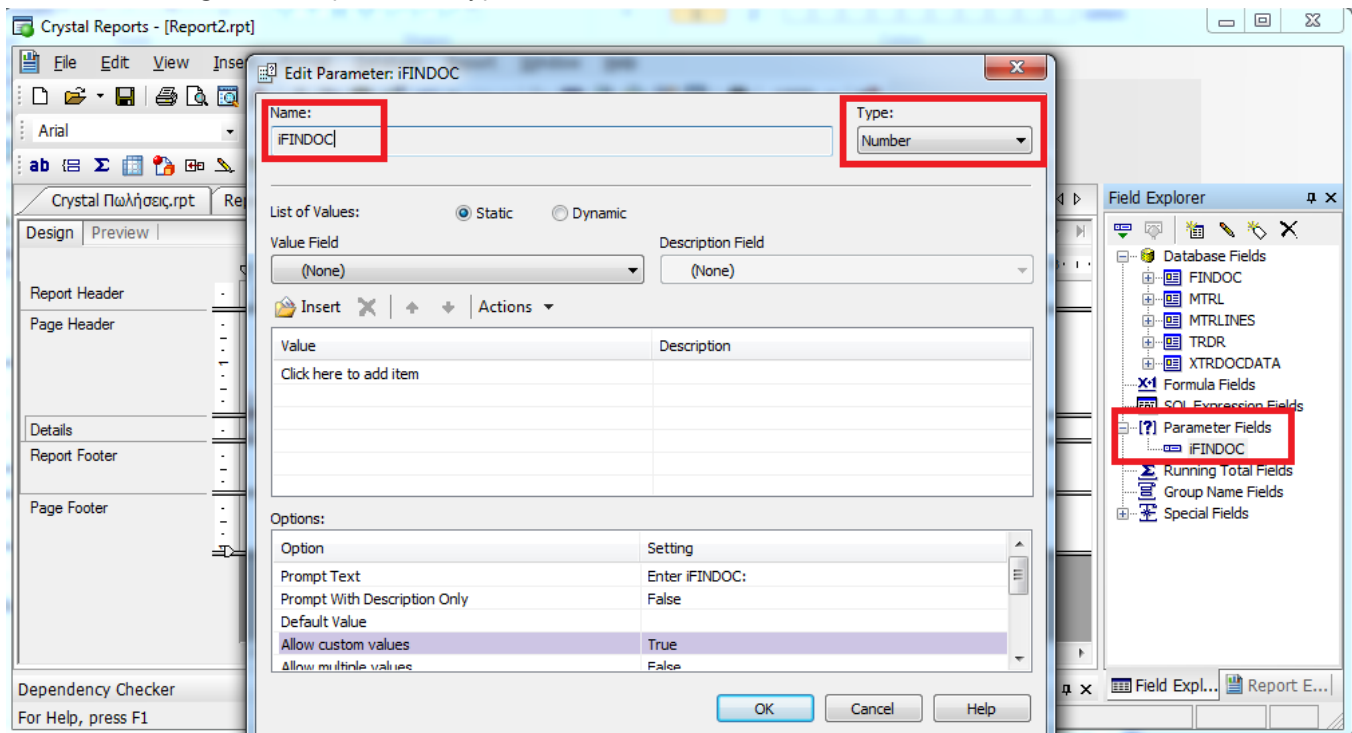 Crystal Reports - [Report2.rpt]
File Edit View Inse
Edit Parameter: iFINDOC
Name:
iFINDOC
Type:
Number
Arial
ab
Crystal Πωλήσεις.rpt
Design Preview
Report Header
Page Header
Details
Report Footer
Page Footer
List of Values: Static Dynamic
Value Field Description Field
(None) (None)
Insert Actions
Value Description
Click here to add item
Options:
Option Setting
Prompt Text Enter iFINDOC:
Prompt With Description Only False
Default Value
Allow custom values True
Allow multiple values False
OK Cancel Help
Field Explorer
Database Fields
FINDOC
MTRL
MTRLINES
TRDR
XTRDOCDATA
Formula Fields
SQL Expression Fields
Parameter Fields
iFINDOC
Running Total Fields
Group Name Fields
Special Fields
Field Expl... Report E...
Dependency Checker
For Help, press F1